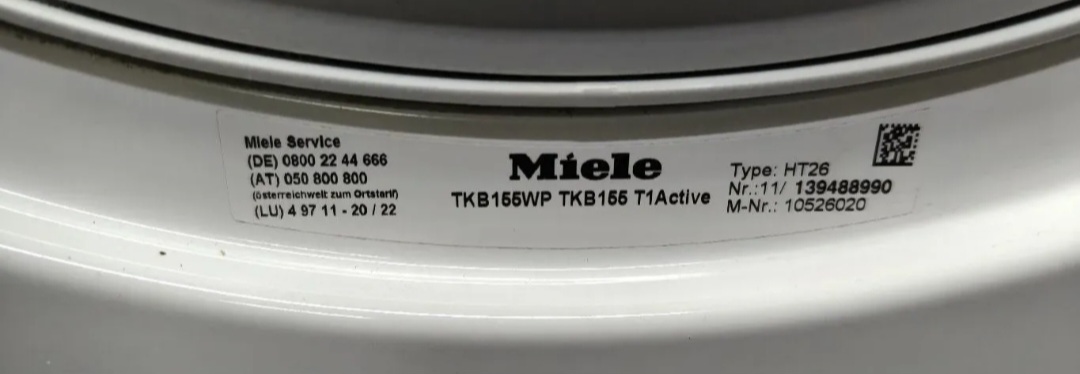 Miele Service
(DE) 0800 22 44 666
(AT) 050 800 800
(österreichweit zum Ortstarif)
(LU) 4 97 11 - 20 / 22
Miele
TKB155WP TKB155 T1Active
Type: HT26
Nr.:11/ 139488990
M-Nr.: 10526020